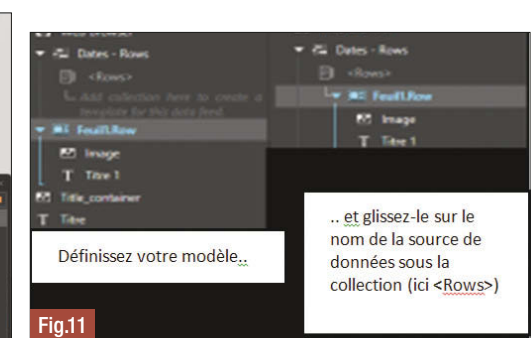 Dates - Rows
<Rows>
Add collection here to create a
template for this data feed.
Feuil1.Row
Image
Titre 1
Title_container
Titre
Définissez votre modèle..
Dates - Rows
<Rows>
Feuil1.Row
Image
Titre 1
.. et glissez-le sur le
nom de la source de
données sous la
collection (ici <Rows>)
Fig.11